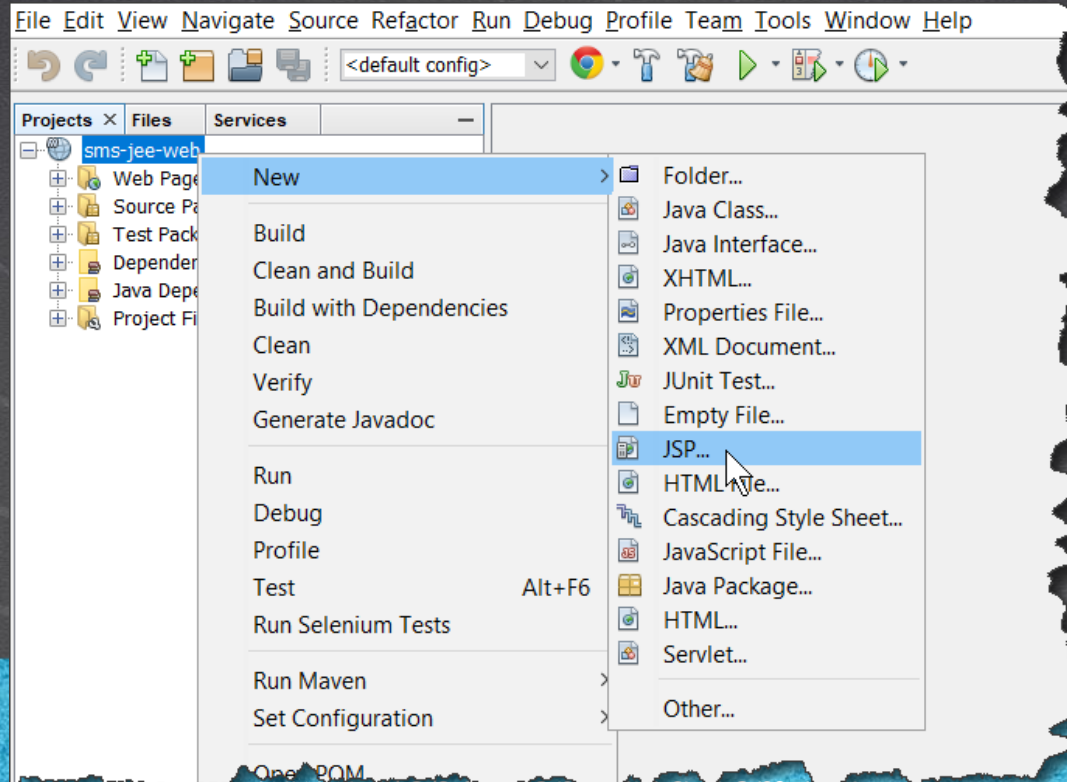 File Edit View Navigate Source Refactor Run Debug Profile Team Tools Window Help
<default config>
Projects Files Services
sms-jee-web
Web Page
Source Pa
Test Pack
Depender
Java Depe
Project Fi
New
Build
Clean and Build
Build with Dependencies
Clean
Verify
Generate Javadoc
Run
Debug
Profile
Test Alt+F6
Run Selenium Tests
Run Maven
Set Configuration
Open POM
Folder...
Java Class...
Java Interface...
XHTML...
Properties File...
XML Document...
JUnit Test...
Empty File...
JSP...
HTML File...
Cascading Style Sheet...
JavaScript File...
Java Package...
HTML...
Servlet...
Other...